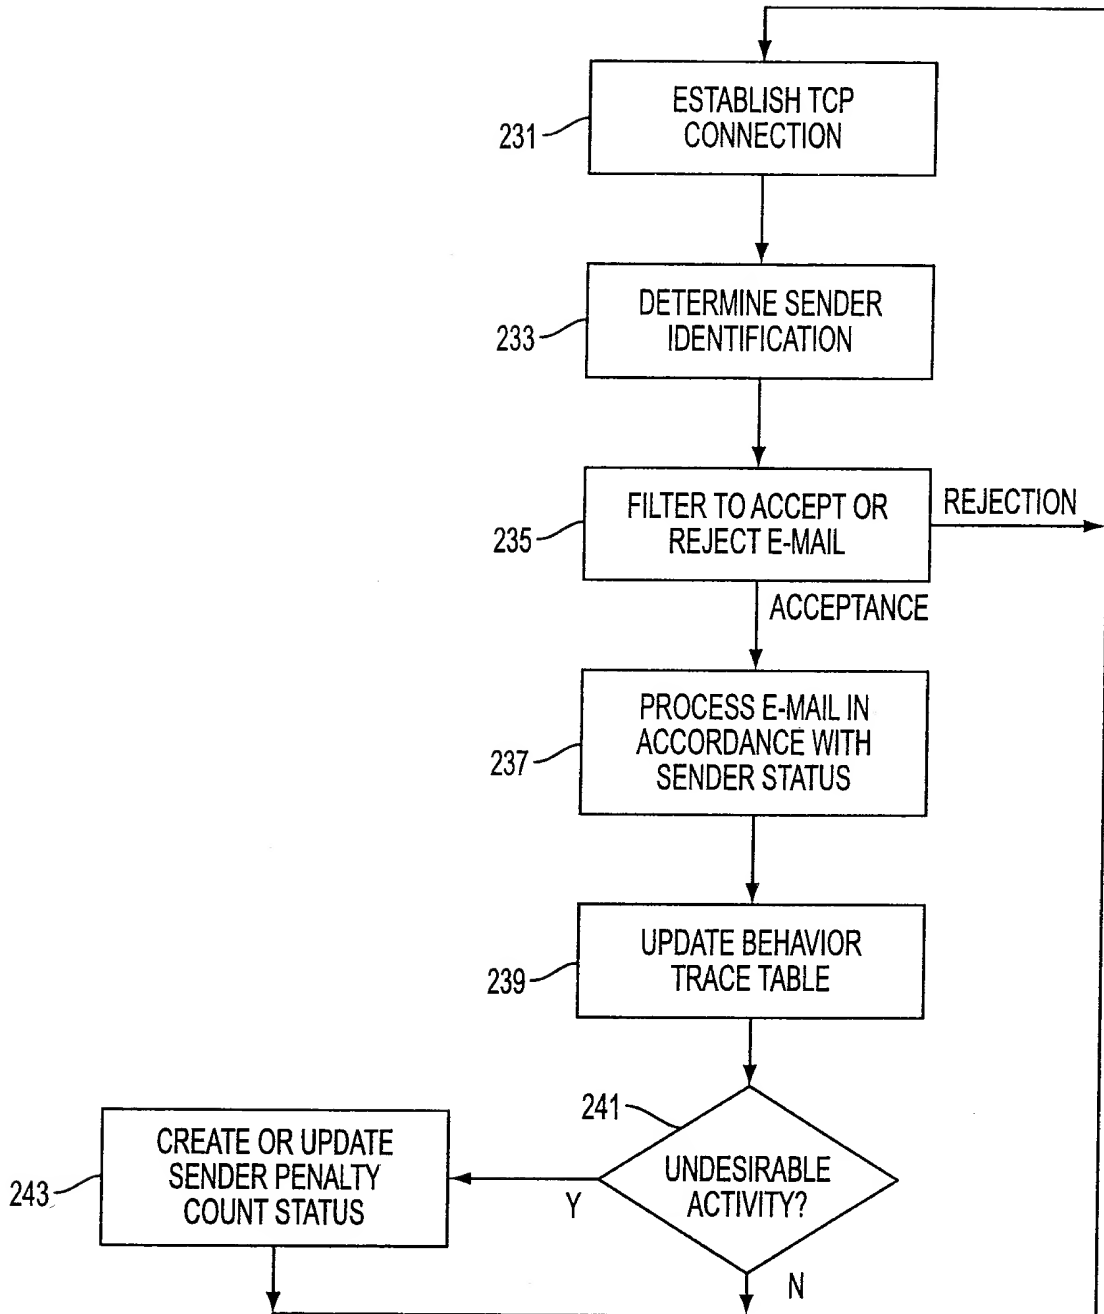 ESTABLISH TCP
CONNECTION
231
DETERMINE SENDER
IDENTIFICATION
233
FILTER TO ACCEPT OR
REJECT E-MAIL
235
REJECTION
ACCEPTANCE
PROCESS E-MAIL IN
ACCORDANCE WITH
SENDER STATUS
237
UPDATE BEHAVIOR
TRACE TABLE
239
241
UNDESIRABLE
ACTIVITY?
Y
N
CREATE OR UPDATE
SENDER PENALTY
COUNT STATUS
243